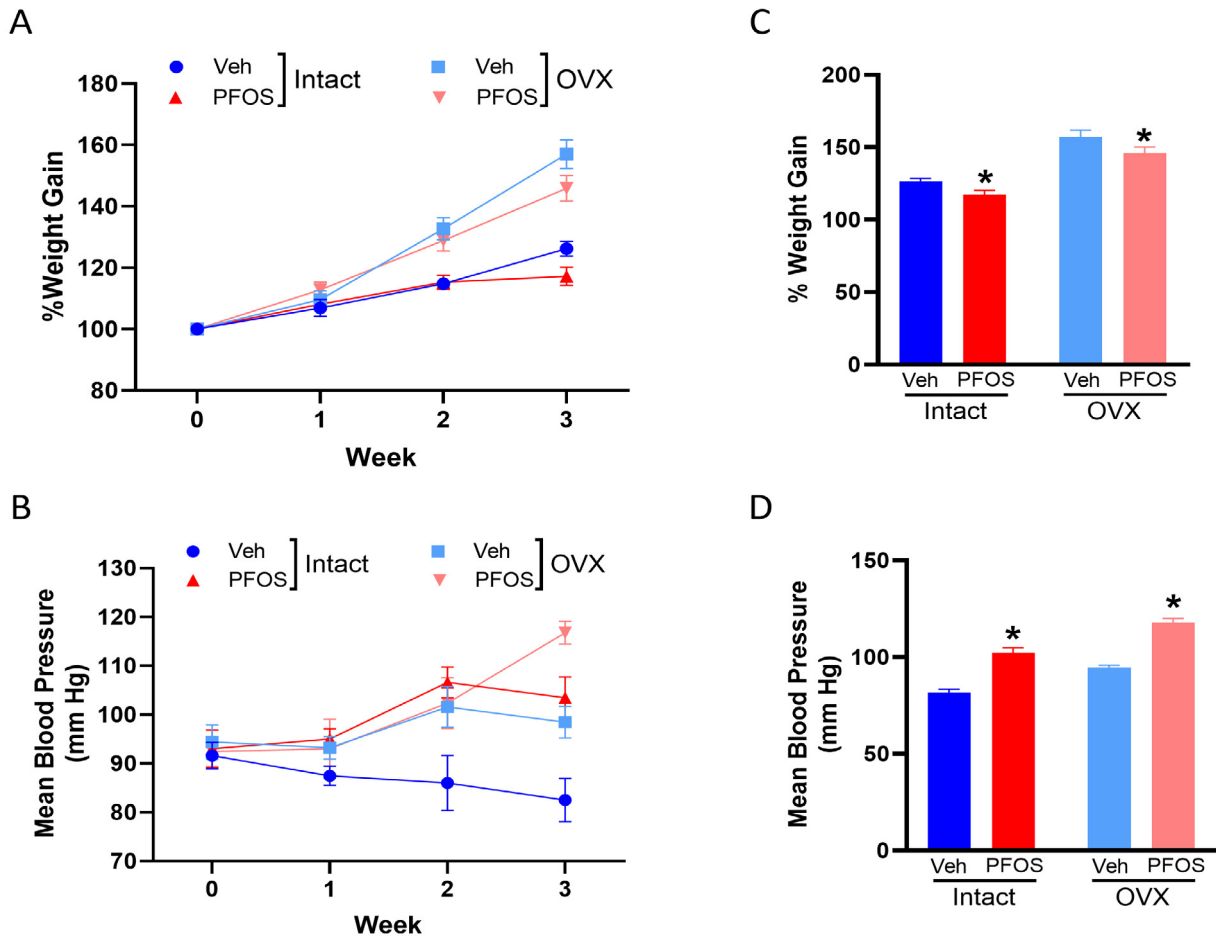 A
Veh
PFOS
Intact
Veh
PFOS
OVX
180
160
140
120
100
80
%Weight Gain
0 1 2 3
Week
C
200
150
100
50
0
% Weight Gain
* *
Veh PFOS Veh PFOS
Intact OVX
B
Veh
PFOS
Intact
Veh
PFOS
OVX
130
120
110
100
90
80
70
Mean Blood Pressure
(mm Hg)
0 1 2 3
Week
D
150
100
50
0
Mean Blood Pressure
(mm Hg)
* *
Veh PFOS Veh PFOS
Intact OVX